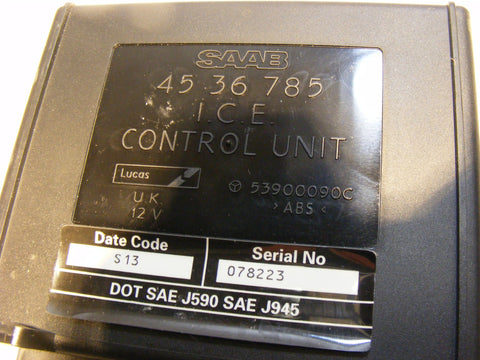 SAAB
45 36 785
I.C.E.
CONTROL UNIT
Lucas
53900090C
U.K.
> ABS <
12 V
Date Code
Serial No
S13
078223
DOT SAE J590 SAE J945